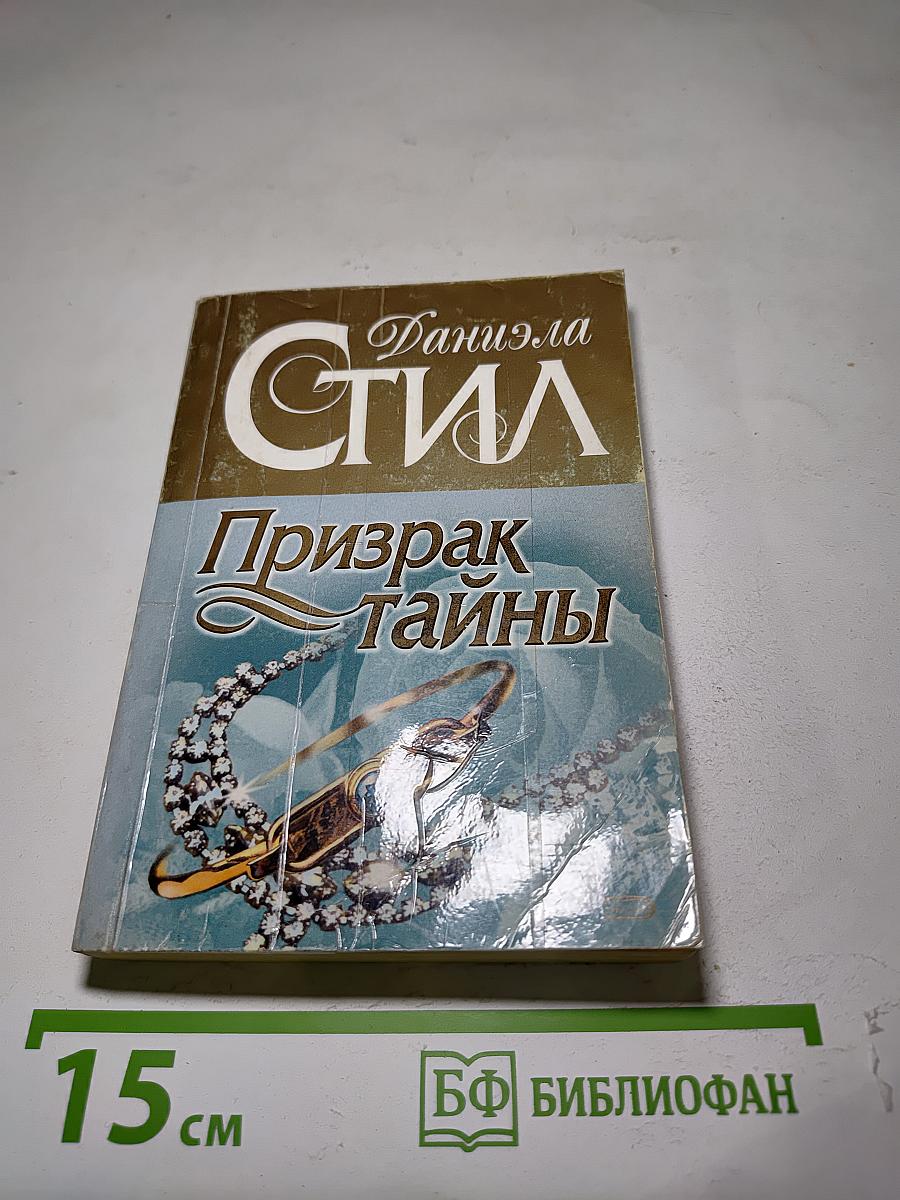 Даниэла
Стил
Призрак
тайны
15 см
БФ БИБЛИОФАН